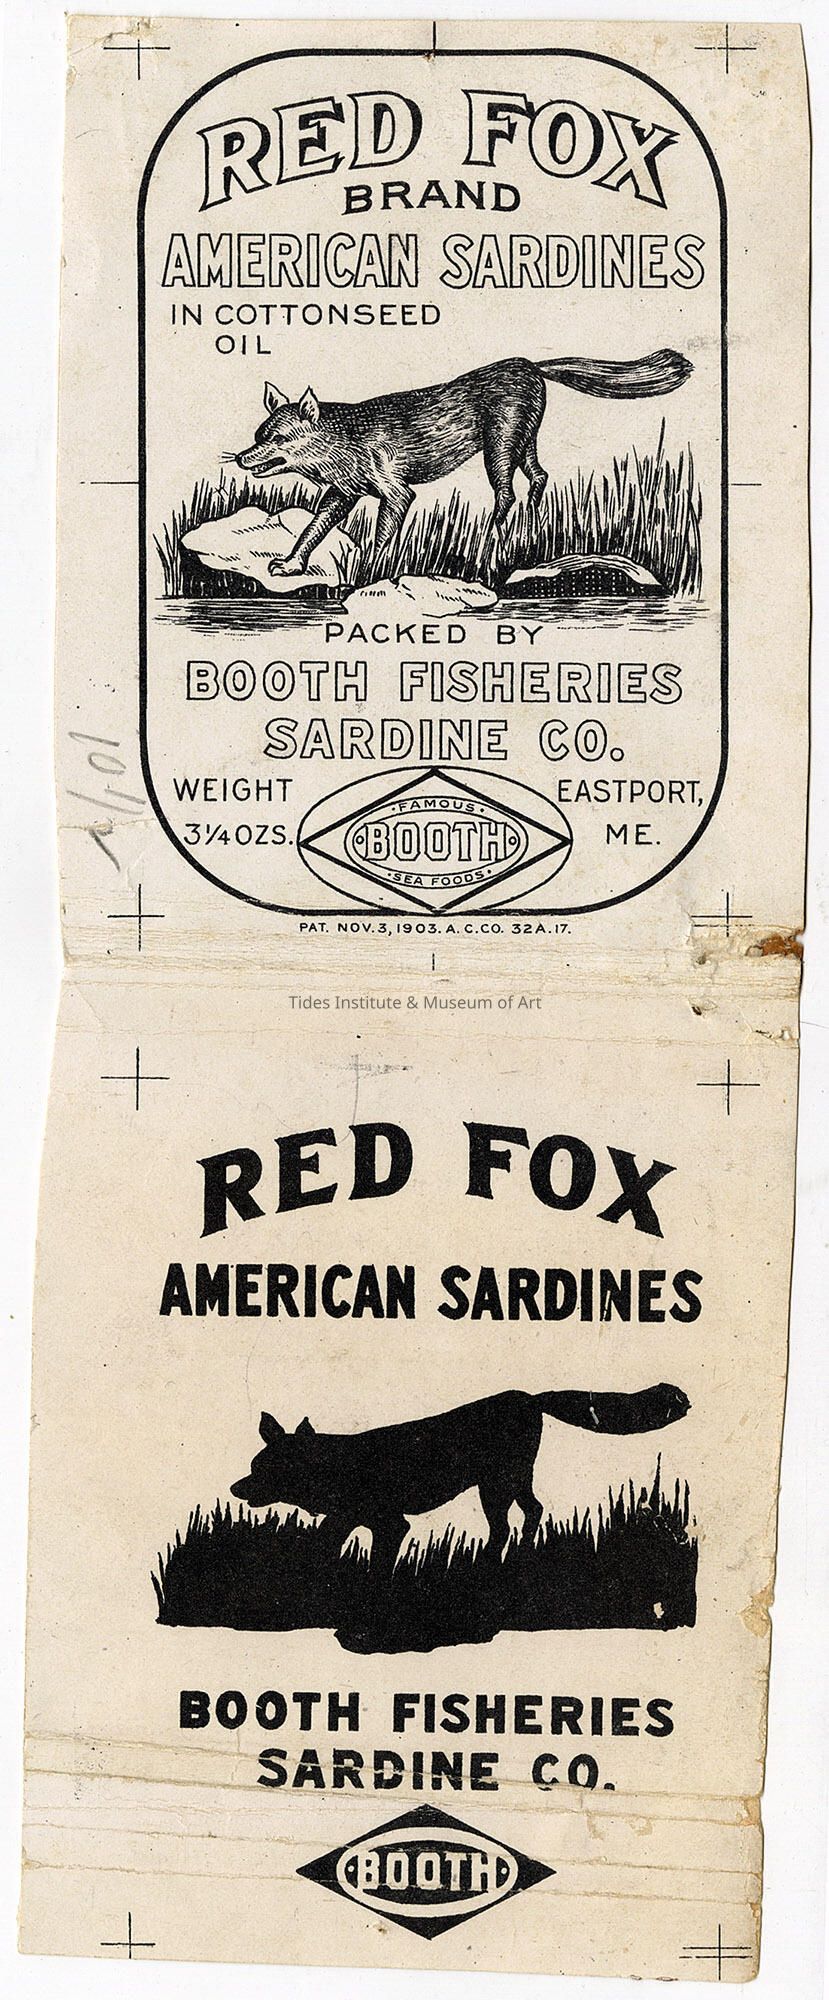 RED FOX
BRAND
AMERICAN SARDINES
IN COTTONSEED
OIL
PACKED BY
BOOTH FISHERIES
SARDINE CO.
WEIGHT
3¼ OZS.
EASTPORT,
ME.
·FAMOUS·
·BOOTH·
·SEA FOODS·
PAT. NOV. 3, 1903. A. C. CO. 32A. 17.
Tides Institute & Museum of Art
RED FOX
AMERICAN SARDINES
BOOTH FISHERIES
SARDINE CO.
·BOOTH·